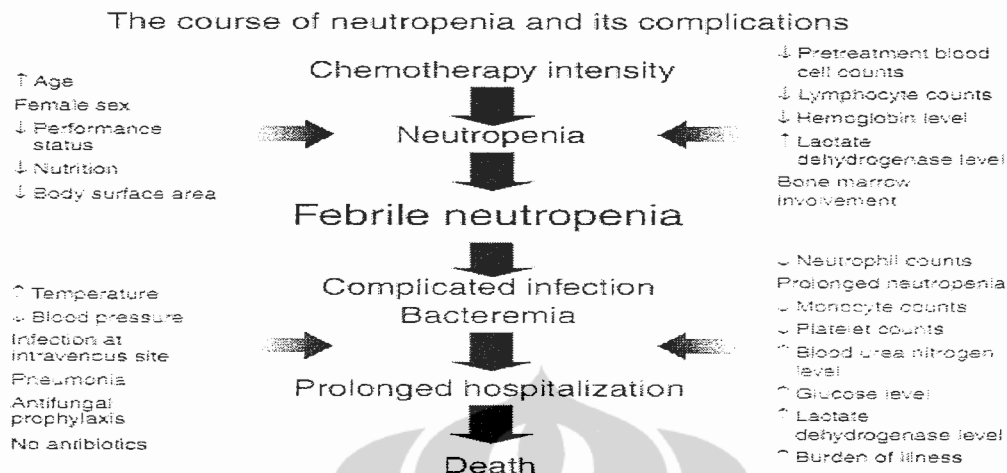 The course of neutropenia and its complications
↑ Age
Female sex
↓ Performance
status
↓ Nutrition
↓ Body surface area
Chemotherapy intensity
Neutropenia
Febrile neutropenia
Complicated infection
Bacteremia
Prolonged hospitalization
Death
↓ Pretreatment blood
cell counts
↓ Lymphocyte counts
↓ Hemoglobin level
↑ Lactate
dehydrogenase level
Bone marrow
involvement
↑ Temperature
↓ Blood pressure
Infection at
intravenous site
Pneumonia
Antifungal
prophylaxis
No antibiotics
↓ Neutrophil counts
Prolonged neutropenia
↓ Monocyte counts
↓ Platelet counts
↑ Blood urea nitrogen
level
↑ Glucose level
↑ Lactate
dehydrogenase level
↑ Burden of illness